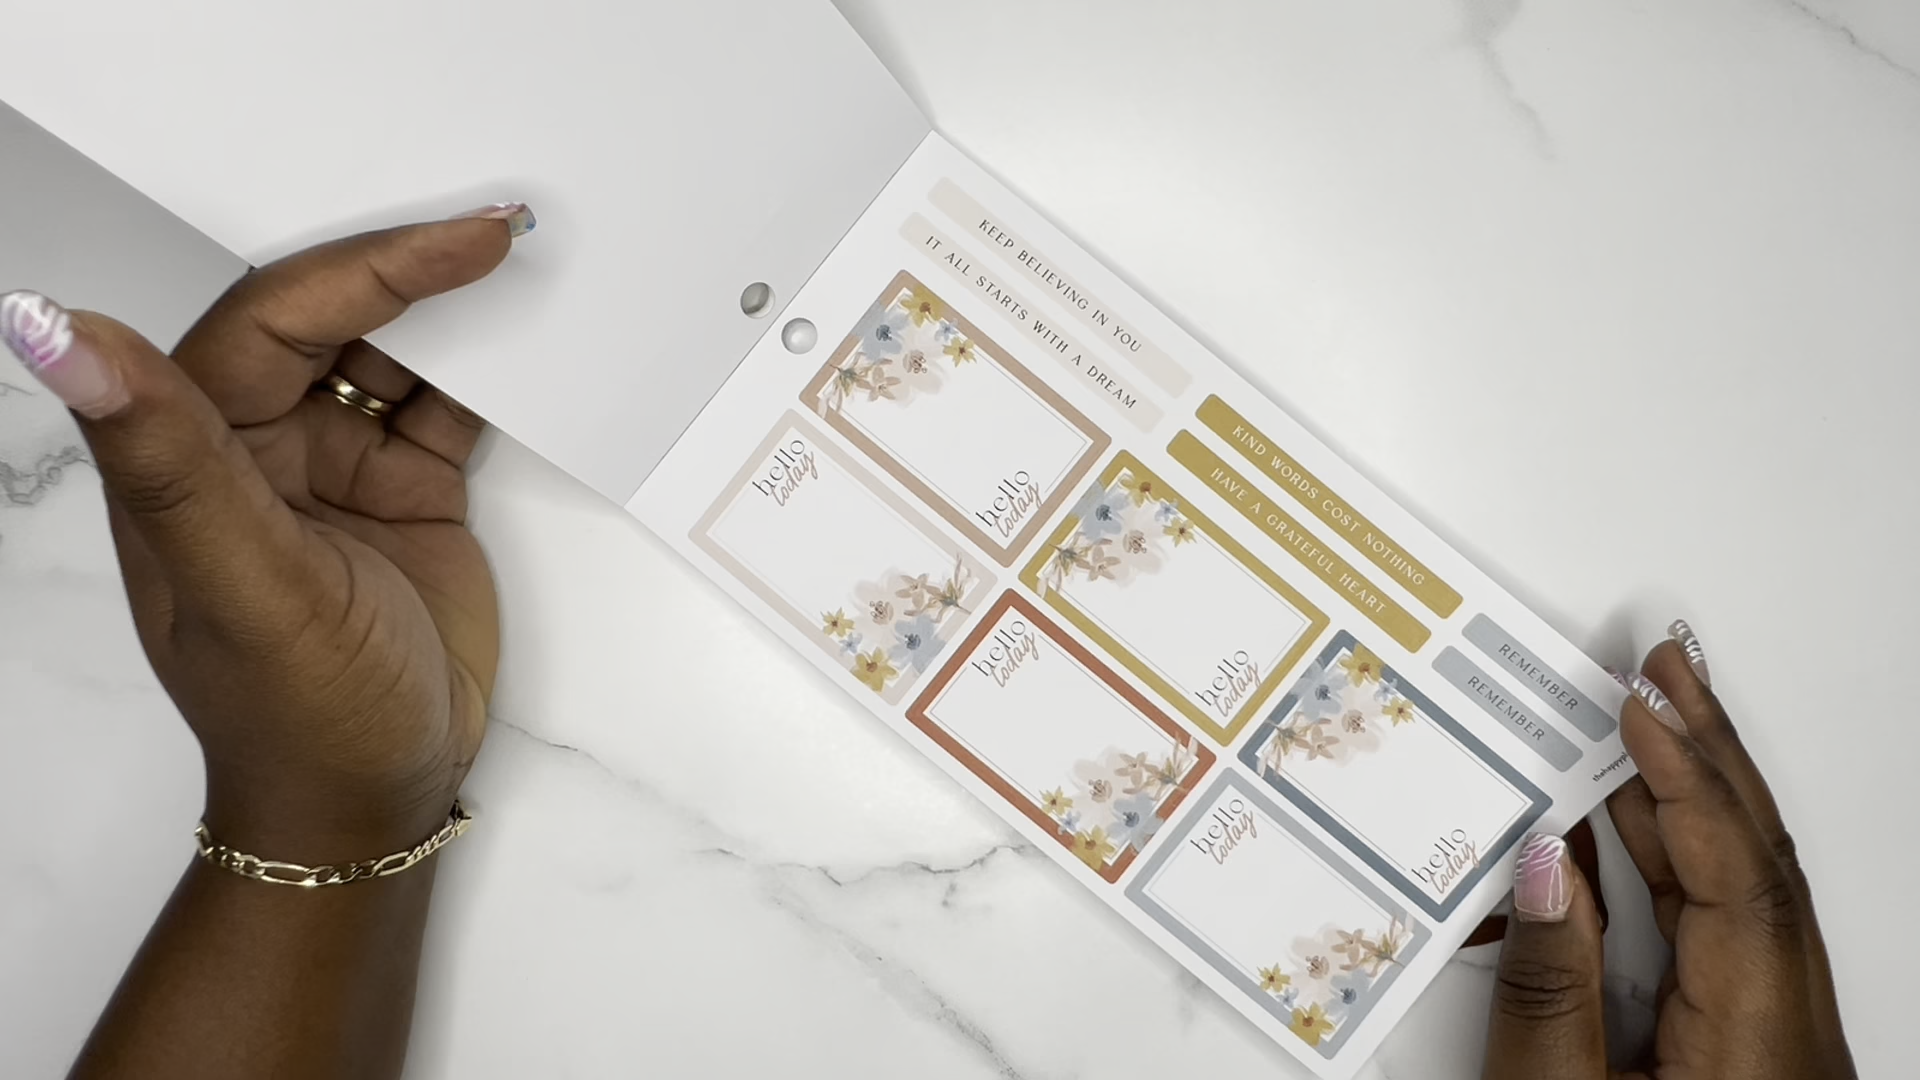 KEEP BELIEVING IN YOU
IT ALL STARTS WITH A DREAM
KIND WORDS COST NOTHING
HAVE A GRATEFUL HEART
REMEMBER
REMEMBER
hello
today
hello
today
hello
today
hello
today
hello
today
hello
today